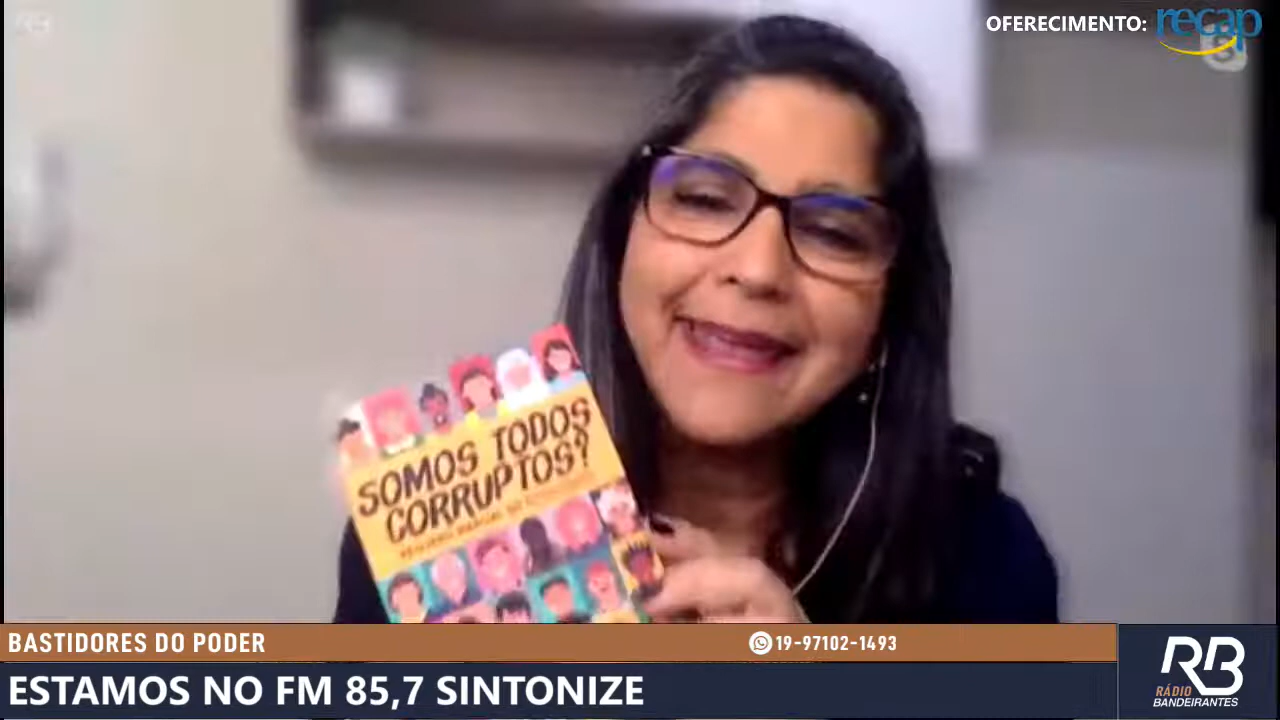 RB
OFERECIMENTO: recap
S
SOMOS TODOS
CORRUPTOS?
BASTIDORES DO PODER
19-97102-1493
ESTAMOS NO FM 85,7 SINTONIZE
RB
RÁDIO
BANDEIRANTES